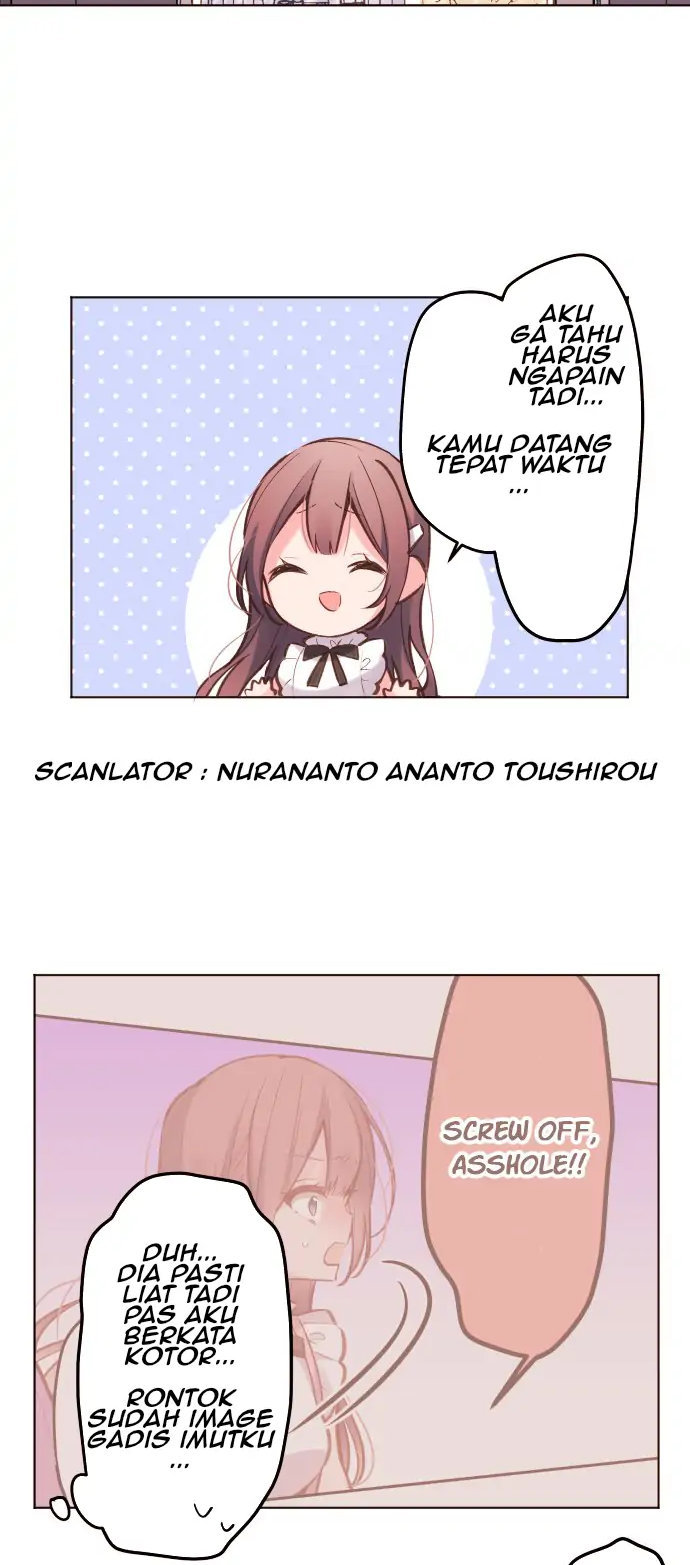 AKU
GA TAHU
HARUS
NGAPAIN
TADI...
KAMU DATANG
TEPAT WAKTU
...
SCANLATOR : NURANANTO ANANTO TOUSHIROU
SCREW OFF,
ASSHOLE!!
DUH...
DIA PASTI
LIAT TADI
PAS AKU
BERKATA
KOTOR...
RONTOK
SUDAH IMAGE
GADIS IMUTKU
...